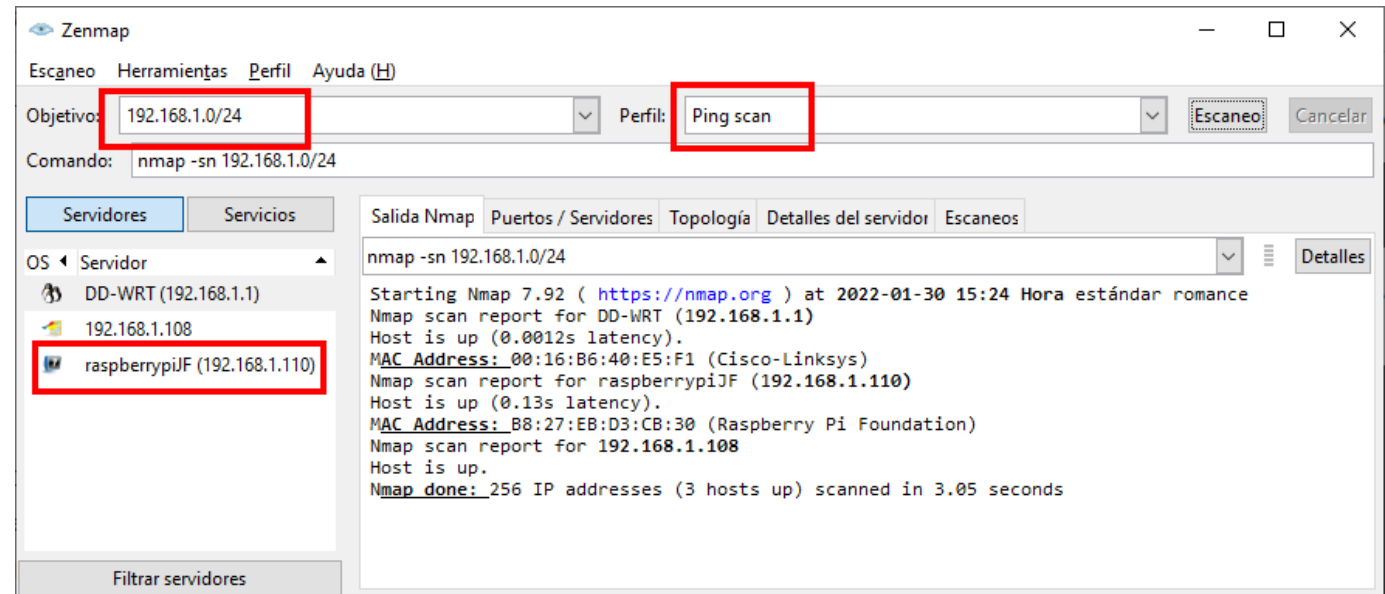 Zenmap
Escaneo Herramientas Perfil Ayuda (H)
Objetivo: 192.168.1.0/24 Perfil: Ping scan Escaneo Cancelar
Comando: nmap -sn 192.168.1.0/24
Servidores Servicios
Salida Nmap Puertos / Servidores Topología Detalles del servidor Escaneos
OS Servidor
nmap -sn 192.168.1.0/24 Detalles
DD-WRT (192.168.1.1)
192.168.1.108
raspberrypiJF (192.168.1.110)
Starting Nmap 7.92 ( https://nmap.org ) at 2022-01-30 15:24 Hora estándar romance
Nmap scan report for DD-WRT (192.168.1.1)
Host is up (0.0012s latency).
MAC Address: 00:16:B6:40:E5:F1 (Cisco-Linksys)
Nmap scan report for raspberrypiJF (192.168.1.110)
Host is up (0.13s latency).
MAC Address: B8:27:EB:D3:CB:30 (Raspberry Pi Foundation)
Nmap scan report for 192.168.1.108
Host is up.
Nmap done: 256 IP addresses (3 hosts up) scanned in 3.05 seconds
Filtrar servidores